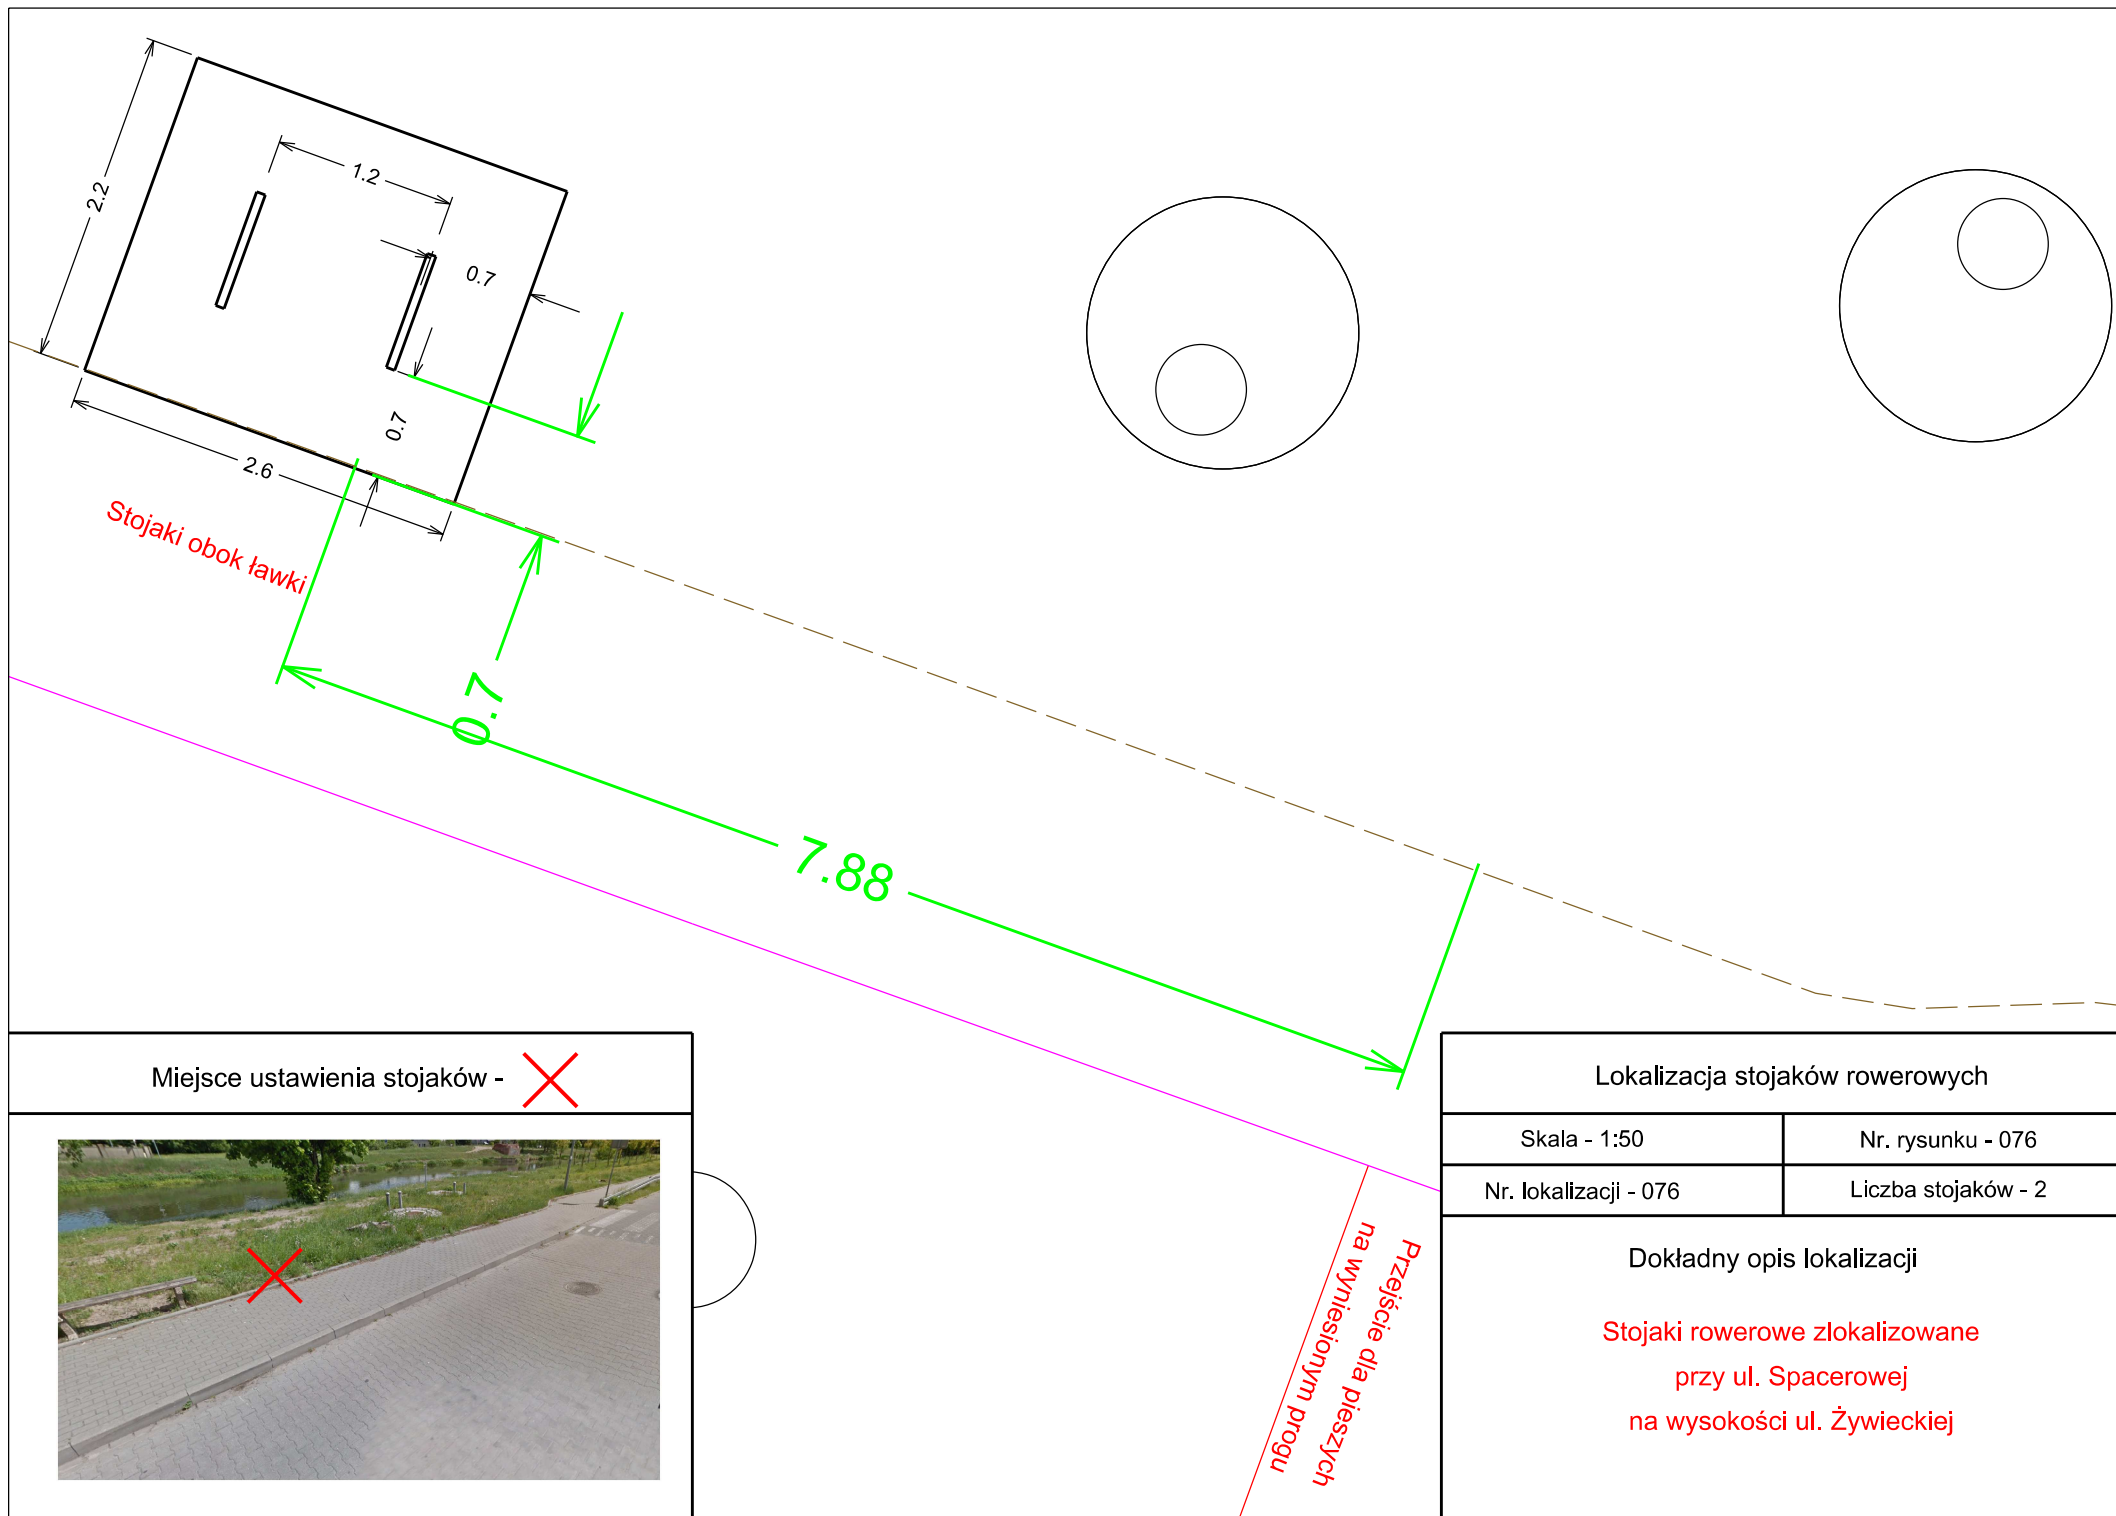 2.2
1.2
0.7
0.7
2.6
Stojaki obok ławki
0.7
7.88
Przejście dla pieszych
na wyniesionym progu
Miejsce ustawienia stojaków -
Lokalizacja stojaków rowerowych
Skala - 1:50
Nr. rysunku - 076
Nr. lokalizacji - 076
Liczba stojaków - 2
Dokładny opis lokalizacji
Stojaki rowerowe zlokalizowane
przy ul. Spacerowej
na wysokości ul. Żywieckiej